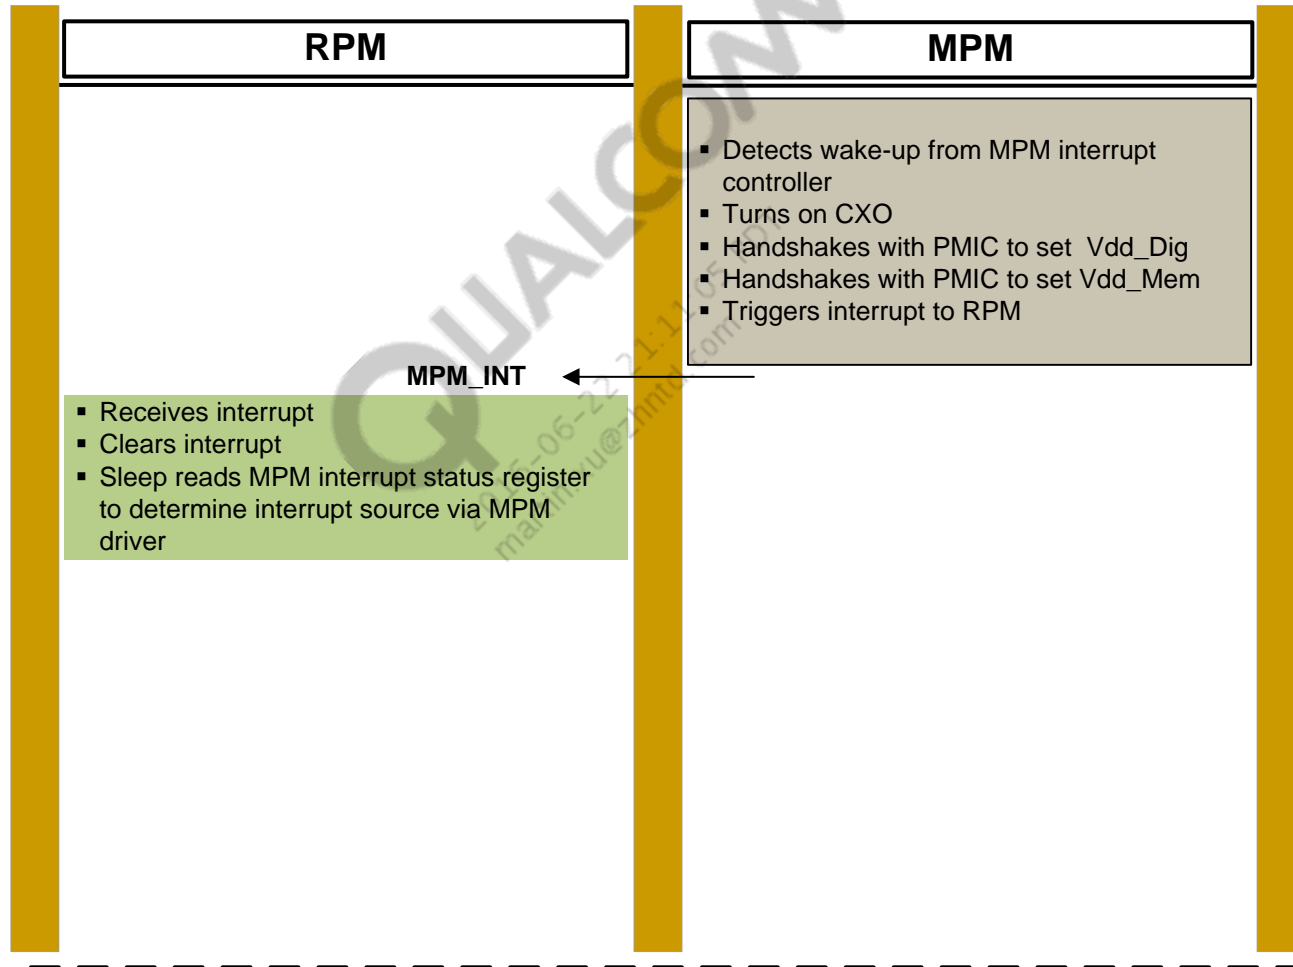 RPM
MPM
▪ Detects wake-up from MPM interrupt
controller
▪ Turns on CXO
▪ Handshakes with PMIC to set Vdd_Dig
▪ Handshakes with PMIC to set Vdd_Mem
▪ Triggers interrupt to RPM
MPM_INT
▪ Receives interrupt
▪ Clears interrupt
▪ Sleep reads MPM interrupt status register
to determine interrupt source via MPM
driver
QUALCOM